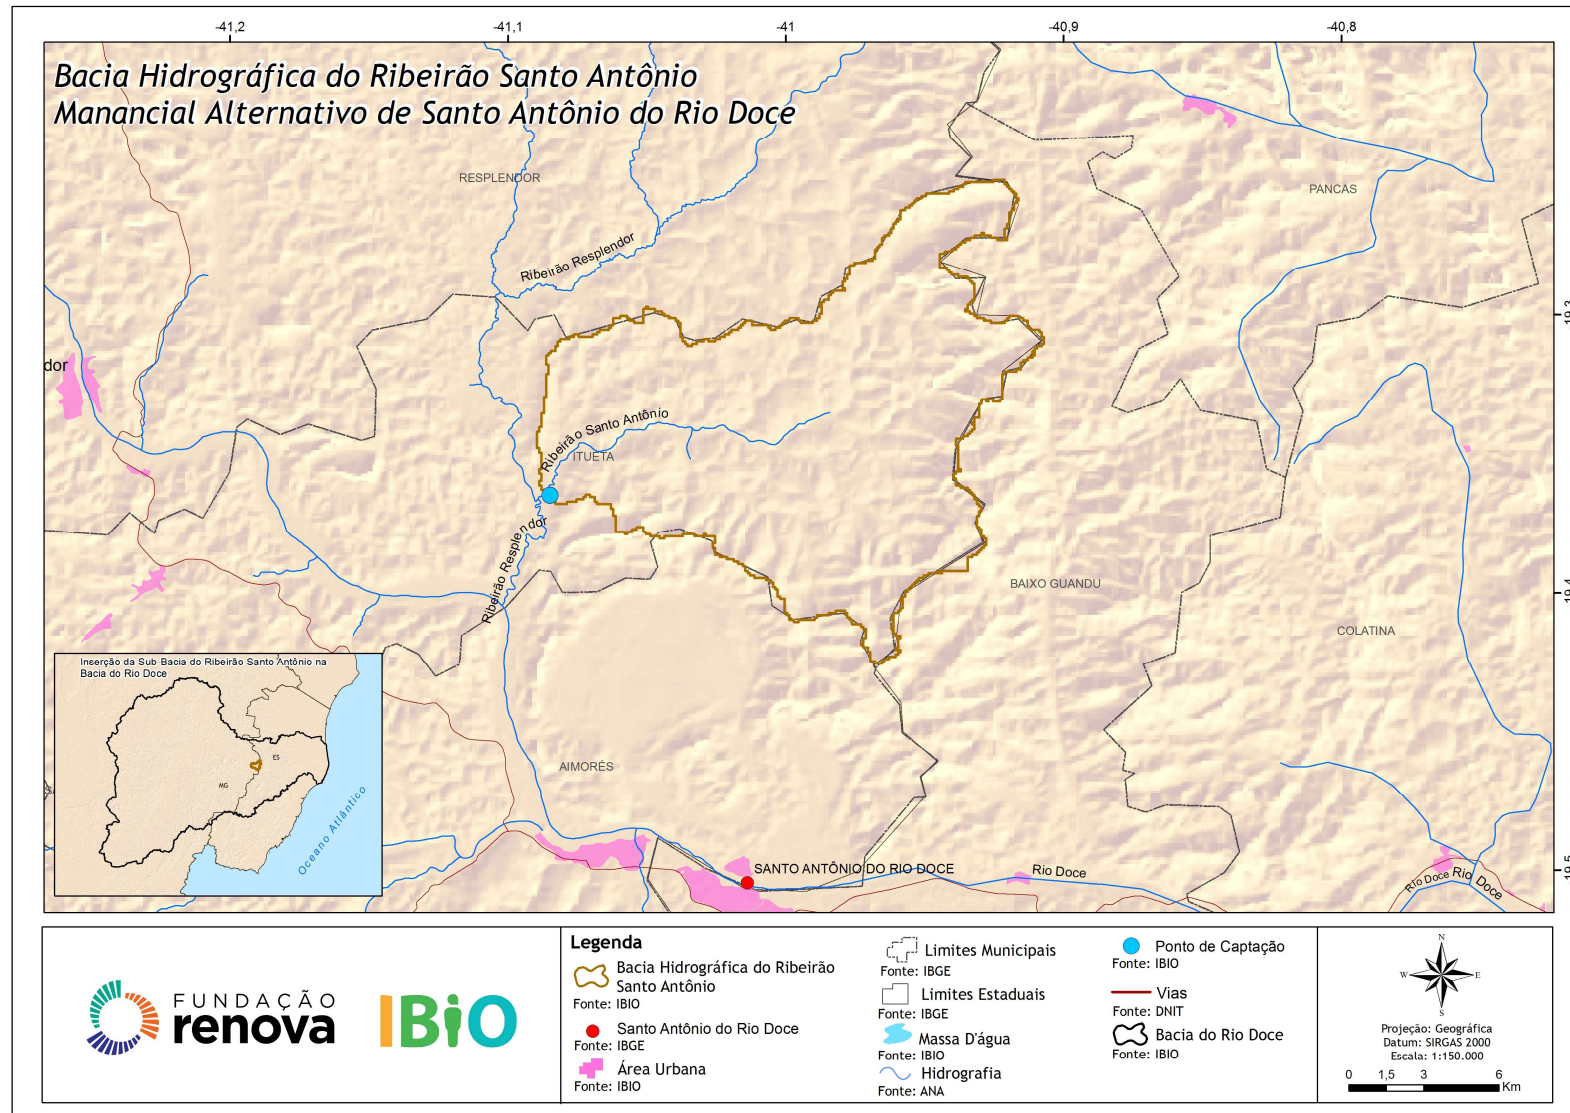 -41,2
-41,1
-41
-40,9
-40,8
Bacia Hidrográfica do Ribeirão Santo Antônio
Manancial Alternativo de Santo Antônio do Rio Doce
RESPLENDOR
PANCAS
Ribeirão Resplendor
19,3
dor
Ribeirão Santo Antônio
ITUETA
Ribeirão Resplendor
BAIXO GUANDU
19,4
COLATINA
Inserção da Sub-Bacia do Ribeirão Santo Antônio na
Bacia do Rio Doce
ES
MG
Oceano Atlântico
AIMORÉS
SANTO ANTÔNIO DO RIO DOCE
Rio Doce
Rio Doce
Rio Doce
19,5
FUNDAÇÃO
renova
IBiO
Legenda
Bacia Hidrográfica do Ribeirão
Santo Antônio
Fonte: IBIO
Santo Antônio do Rio Doce
Fonte: IBGE
Área Urbana
Fonte: IBIO
Limites Municipais
Fonte: IBGE
Limites Estaduais
Fonte: IBGE
Massa D'água
Fonte: IBIO
Hidrografia
Fonte: ANA
Ponto de Captação
Fonte: IBIO
Vias
Fonte: DNIT
Bacia do Rio Doce
Fonte: IBIO
N
W
E
S
Projeção: Geográfica
Datum: SIRGAS 2000
Escala: 1:150.000
0 1,5 3 6
Km